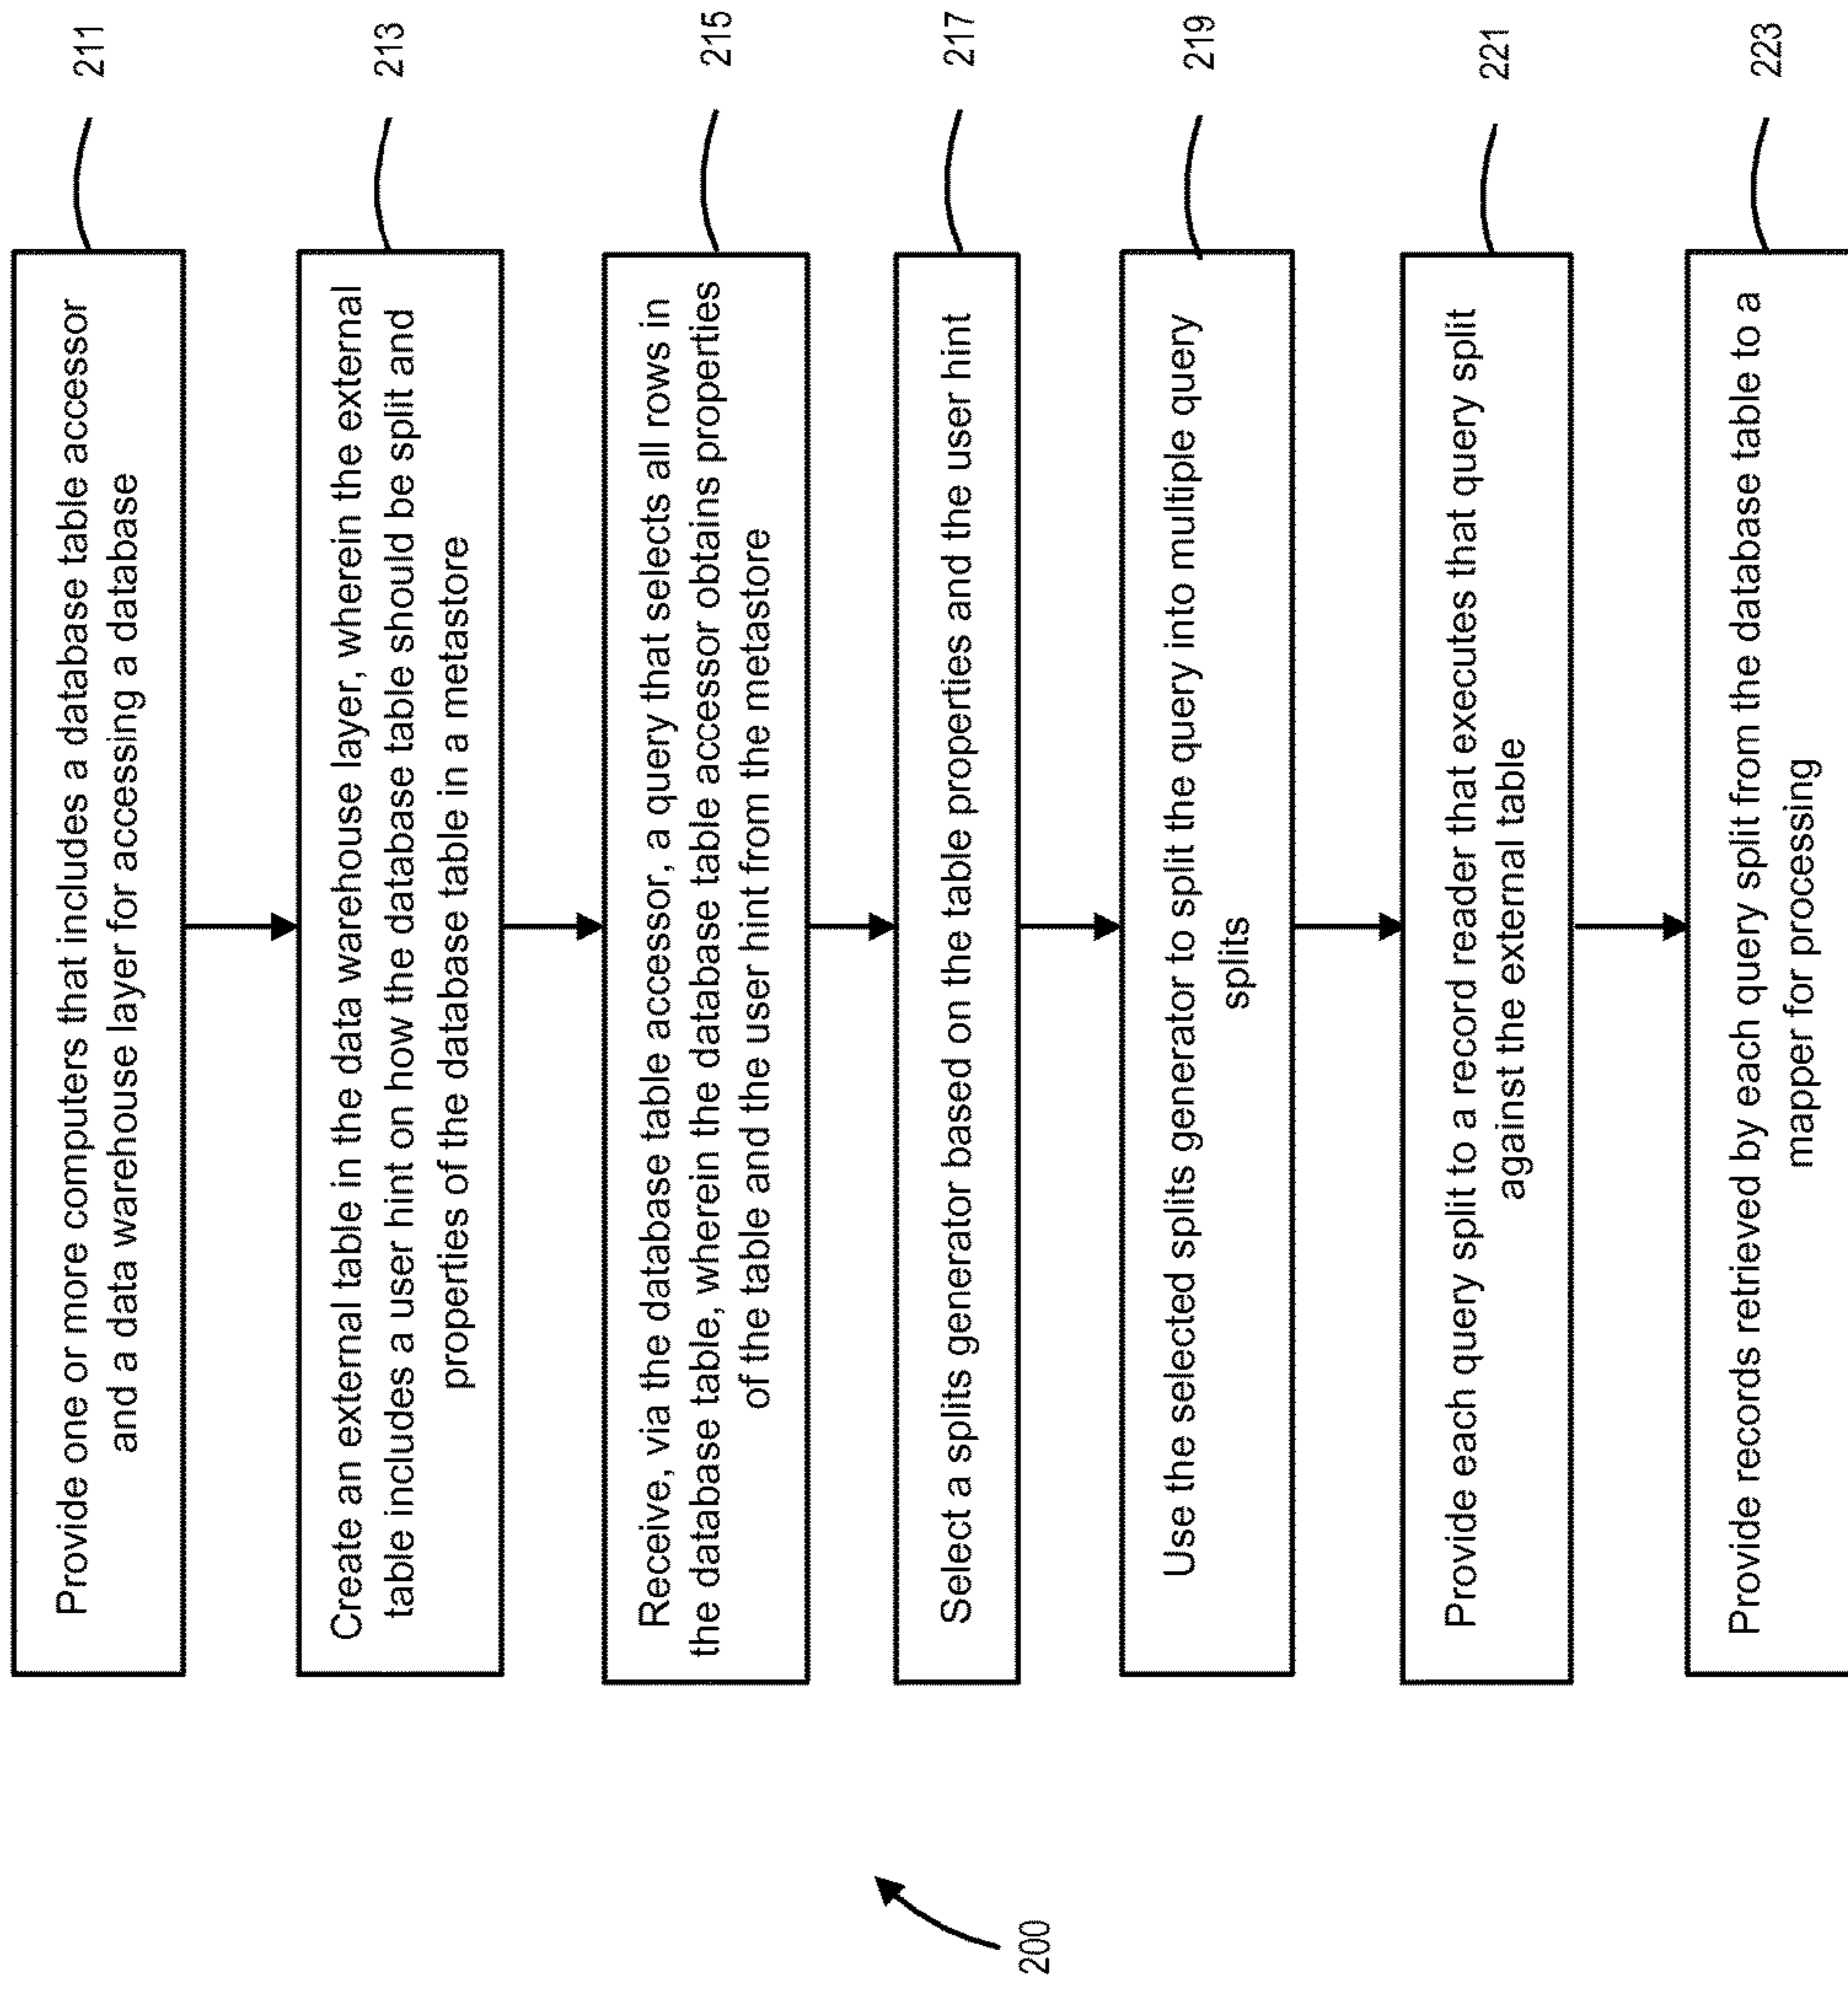 Provide one or more computers that includes a database table accessor
and a data warehouse layer for accessing a database
211
Create an external table in the data warehouse layer, wherein the external
table includes a user hint on how the database table should be split and
properties of the database table in a metastore
213
Receive, via the database table accessor, a query that selects all rows in
the database table, wherein the database table accessor obtains properties
of the table and the user hint from the metastore
215
Select a splits generator based on the table properties and the user hint
217
Use the selected splits generator to split the query into multiple query
splits
219
Provide each query split to a record reader that executes that query split
against the external table
221
Provide records retrieved by each query split from the database table to a
mapper for processing
223
200